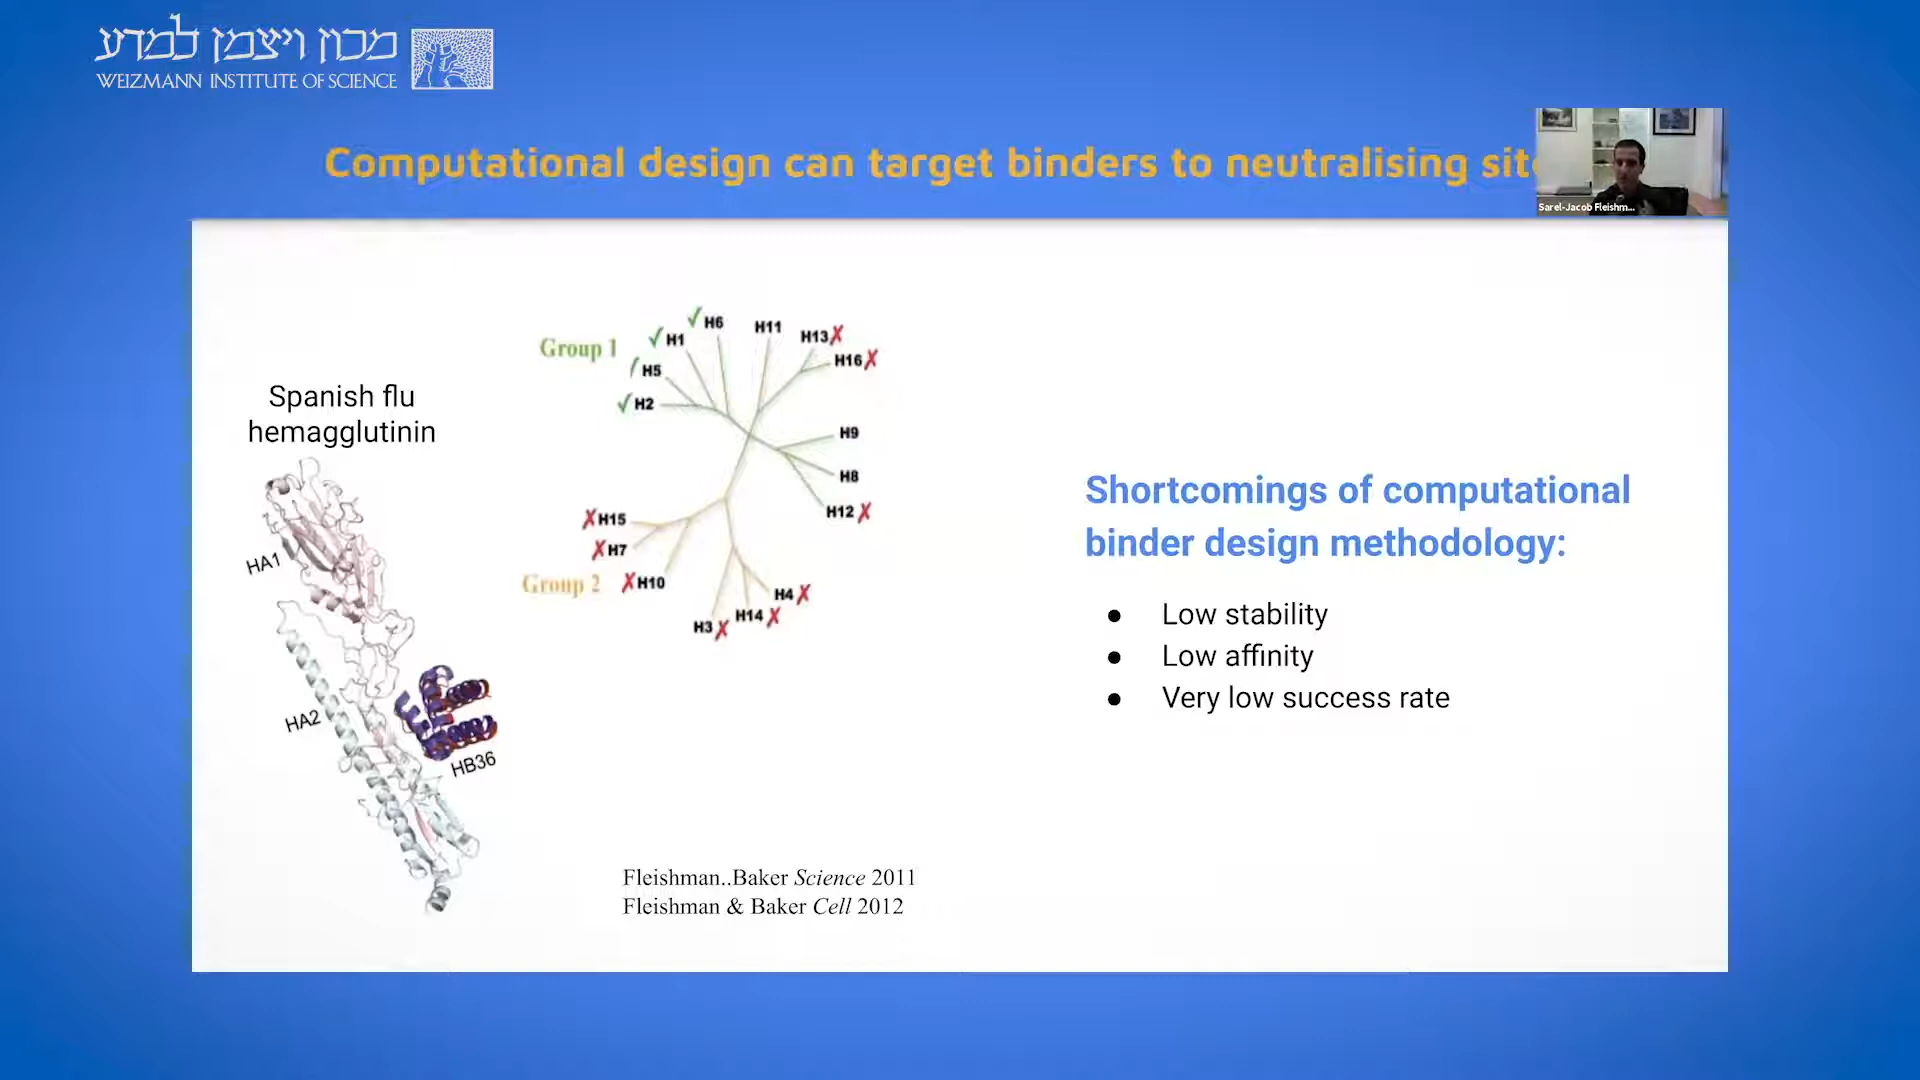 מכון ויצמן למדע
WEIZMANN INSTITUTE OF SCIENCE
Computational design can target binders to neutralising
Sarel-Jacob Fleishm...
Spanish flu
hemagglutinin
HA1
HA2
HB36
Group 1
✓H6
✓H1
H5
✓H2
H11
H13✗
H16✗
H9
H8
H12✗
✗H15
✗H7
Group 2
✗H10
H3✗
H14✗
H4✗
Fleishman..Baker Science 2011
Fleishman & Baker Cell 2012
Shortcomings of computational
binder design methodology:
● Low stability
● Low affinity
● Very low success rate